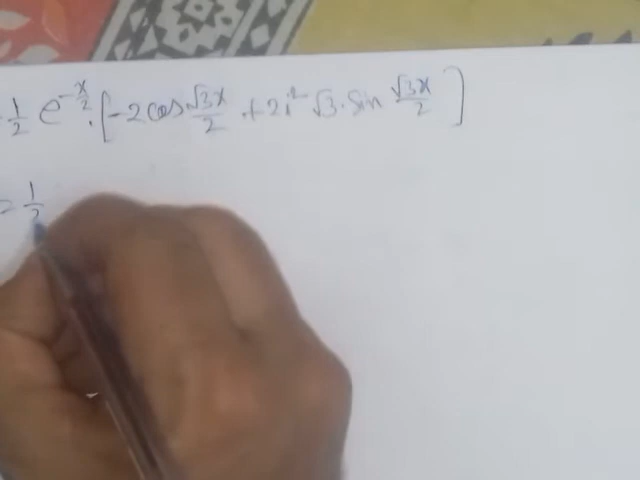 1/2 e^{-x/2} · [-2cos √3x/2 + 2i² √3 · sin √3x/2]
= 1/2